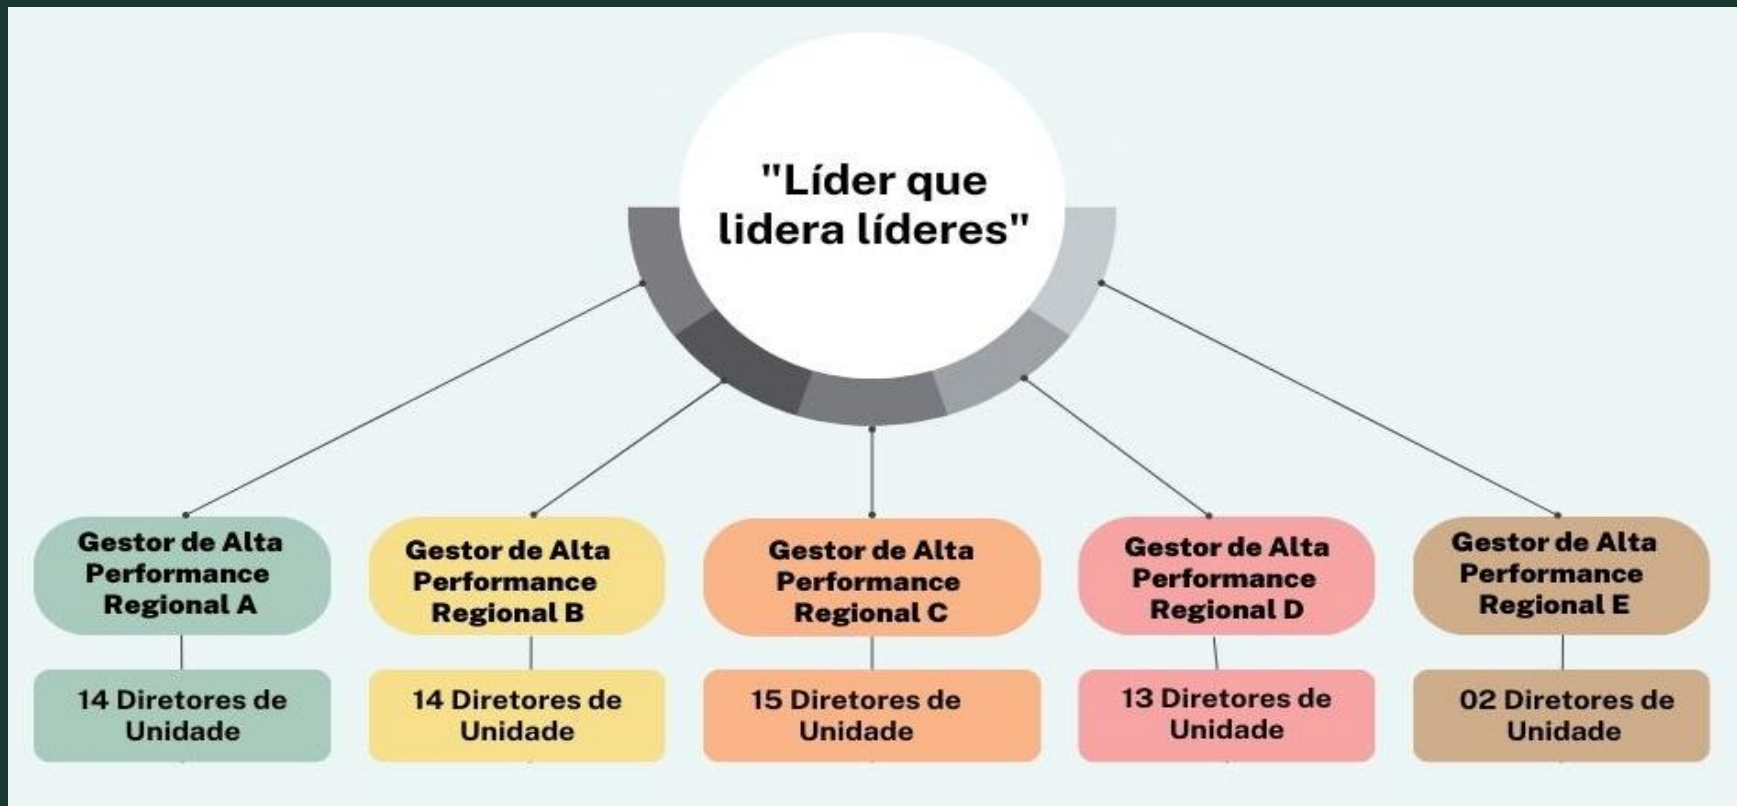 "Líder que
lidera líderes"
Gestor de Alta
Performance
Regional A
Gestor de Alta
Performance
Regional B
Gestor de Alta
Performance
Regional C
Gestor de Alta
Performance
Regional D
Gestor de Alta
Performance
Regional E
14 Diretores de
Unidade
14 Diretores de
Unidade
15 Diretores de
Unidade
13 Diretores de
Unidade
02 Diretores de
Unidade